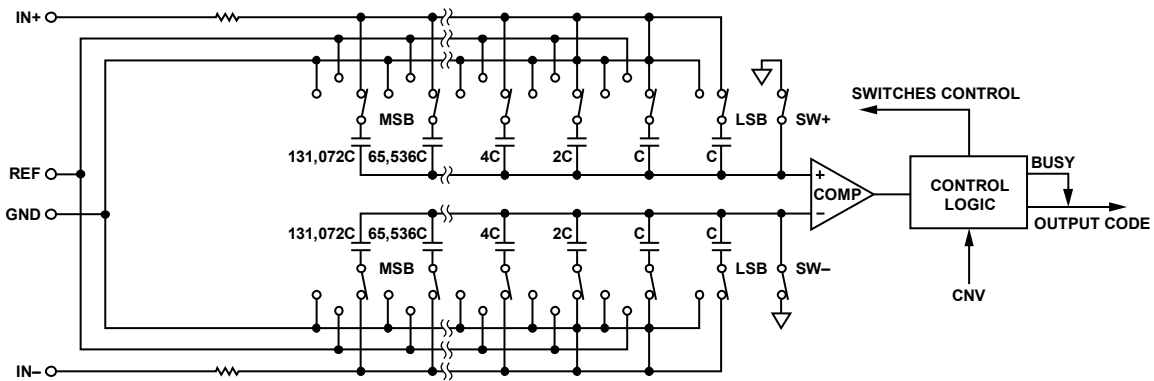 IN+
SWITCHES CONTROL
MSB
LSB
SW+
131,072C 65,536C 4C 2C C C
BUSY
REF
+
COMP
CONTROL
LOGIC
GND
–
OUTPUT CODE
131,072C 65,536C 4C 2C C C
MSB
LSB
SW–
CNV
IN–